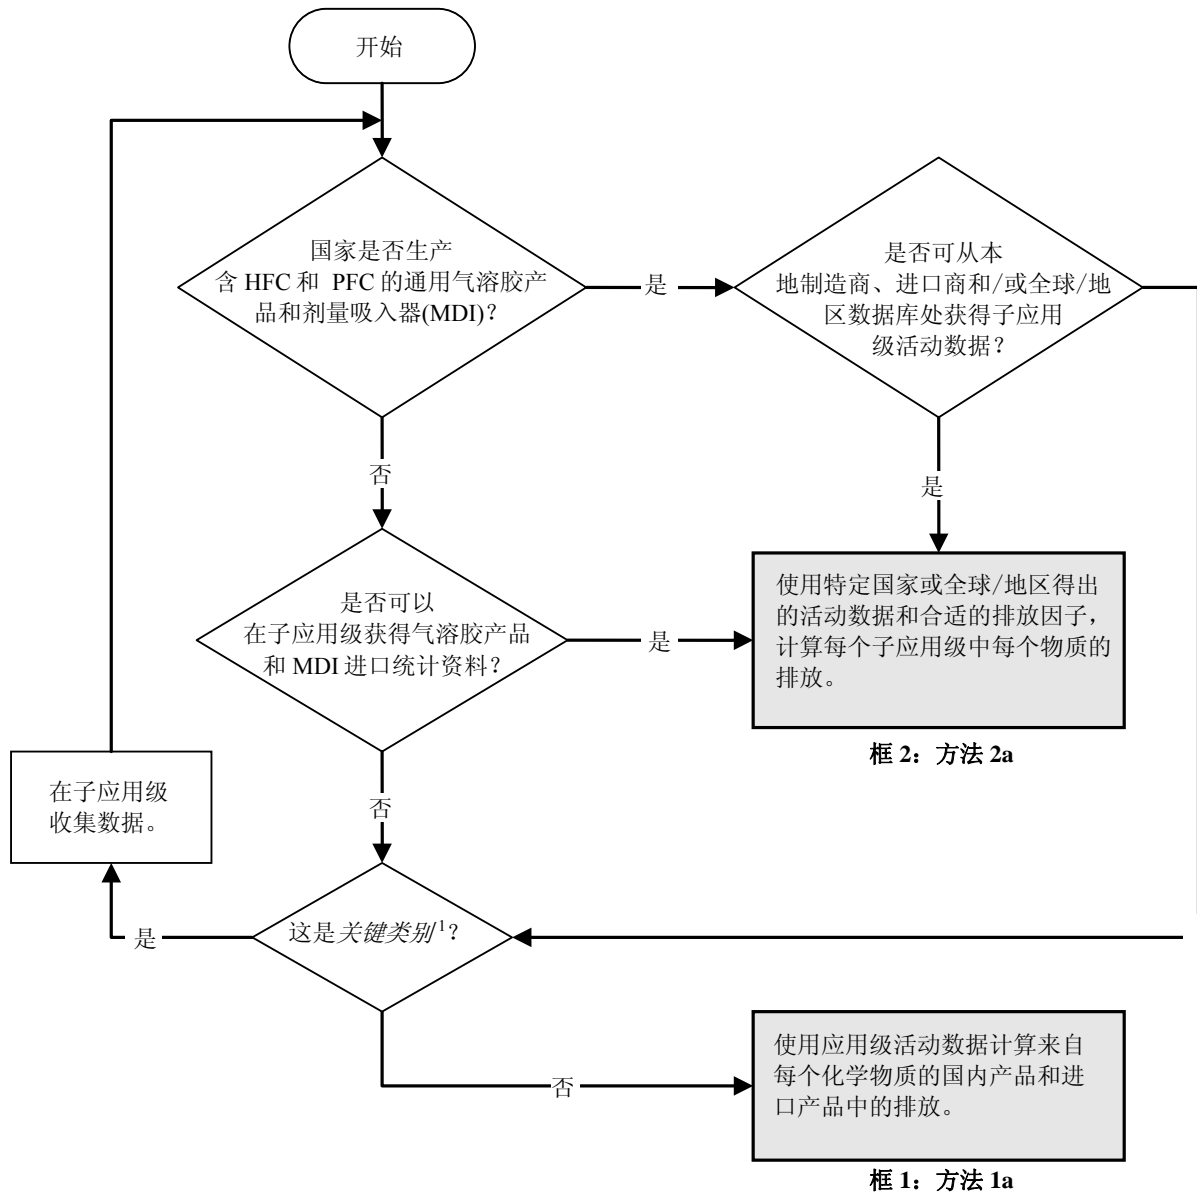 开始
国家是否生产
含 HFC 和 PFC 的通用气溶胶产
品和剂量吸入器(MDI)？
是
是否可从本
地制造商、进口商和/或全球/地
区数据库处获得子应用
级活动数据？
否
是
是否可以
在子应用级获得气溶胶产品
和 MDI 进口统计资料？
是
使用特定国家或全球/地区得出
的活动数据和合适的排放因子，
计算每个子应用级中每个物质的
排放。
框 2：方法 2a
在子应用级
收集数据。
否
这是关键类别1？
是
使用应用级活动数据计算来自
每个化学物质的国内产品和进
口产品中的排放。
否
框 1：方法 1a